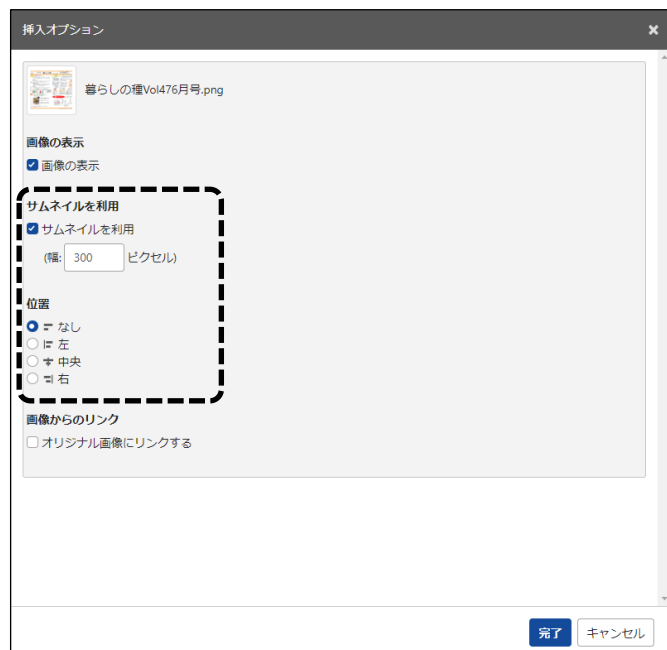 挿入オプション
暮らしの種Vol476月号.png
画像の表示
画像の表示
サムネイルを利用
サムネイルを利用
(幅: 300 ピクセル)
位置
なし
左
中央
右
画像からのリンク
オリジナル画像にリンクする
完了 キャンセル